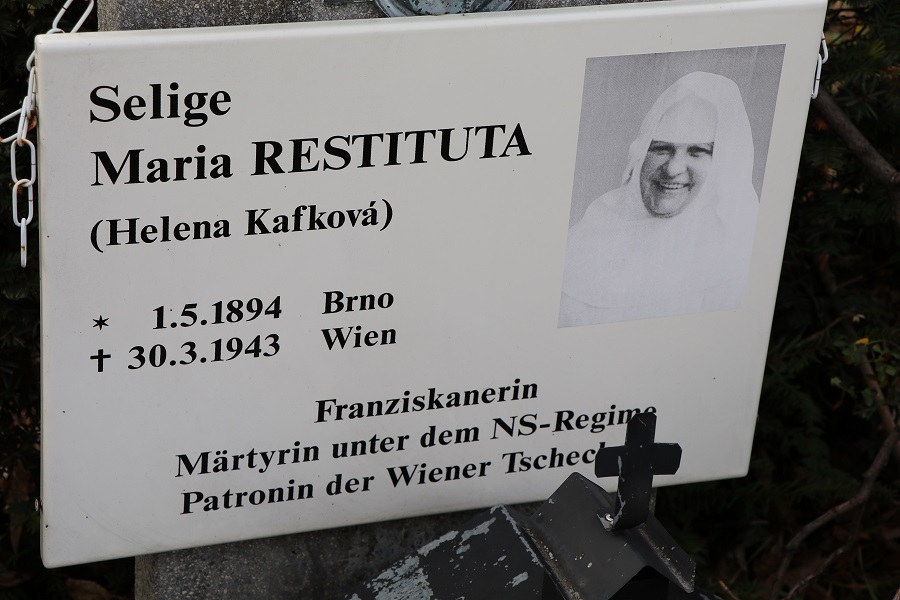 Selige
Maria RESTITUTA
(Helena Kafková)
✶ 1.5.1894 Brno
✝ 30.3.1943 Wien
Franziskanerin
Märtyrin unter dem NS-Regime
Patronin der Wiener